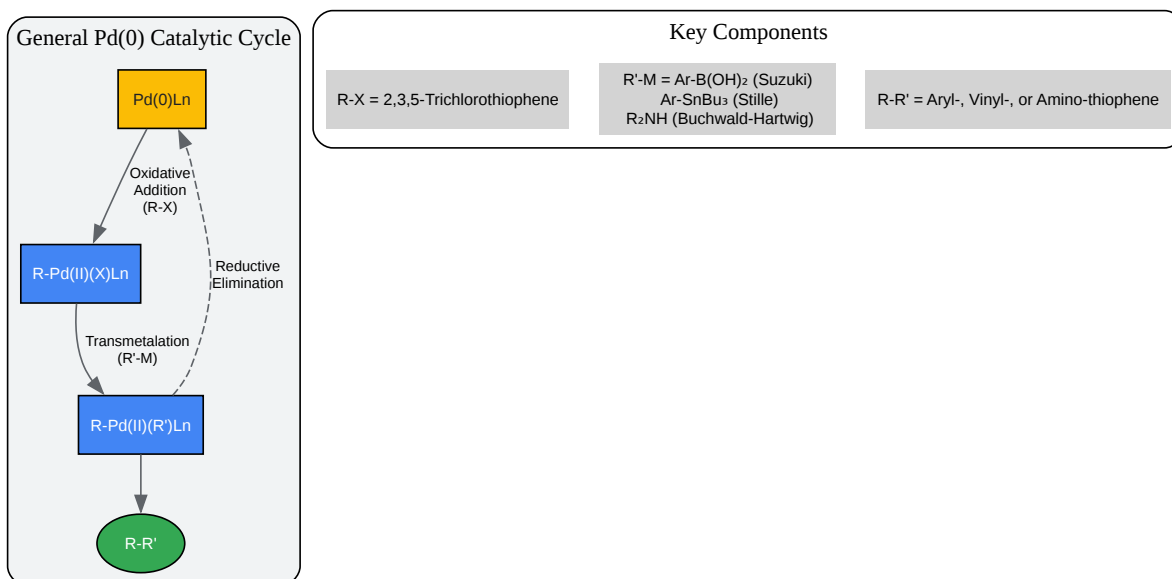 General Pd(0) Catalytic Cycle
Pd(0)Ln
Oxidative
Addition
(R-X)
R-Pd(II)(X)Ln
Reductive
Elimination
Transmetalation
(R'-M)
R-Pd(II)(R')Ln
R-R'
Key Components
R-X = 2,3,5-Trichlorothiophene
R'-M = Ar-B(OH)₂ (Suzuki)
Ar-SnBu₃ (Stille)
R₂NH (Buchwald-Hartwig)
R-R' = Aryl-, Vinyl-, or Amino-thiophene